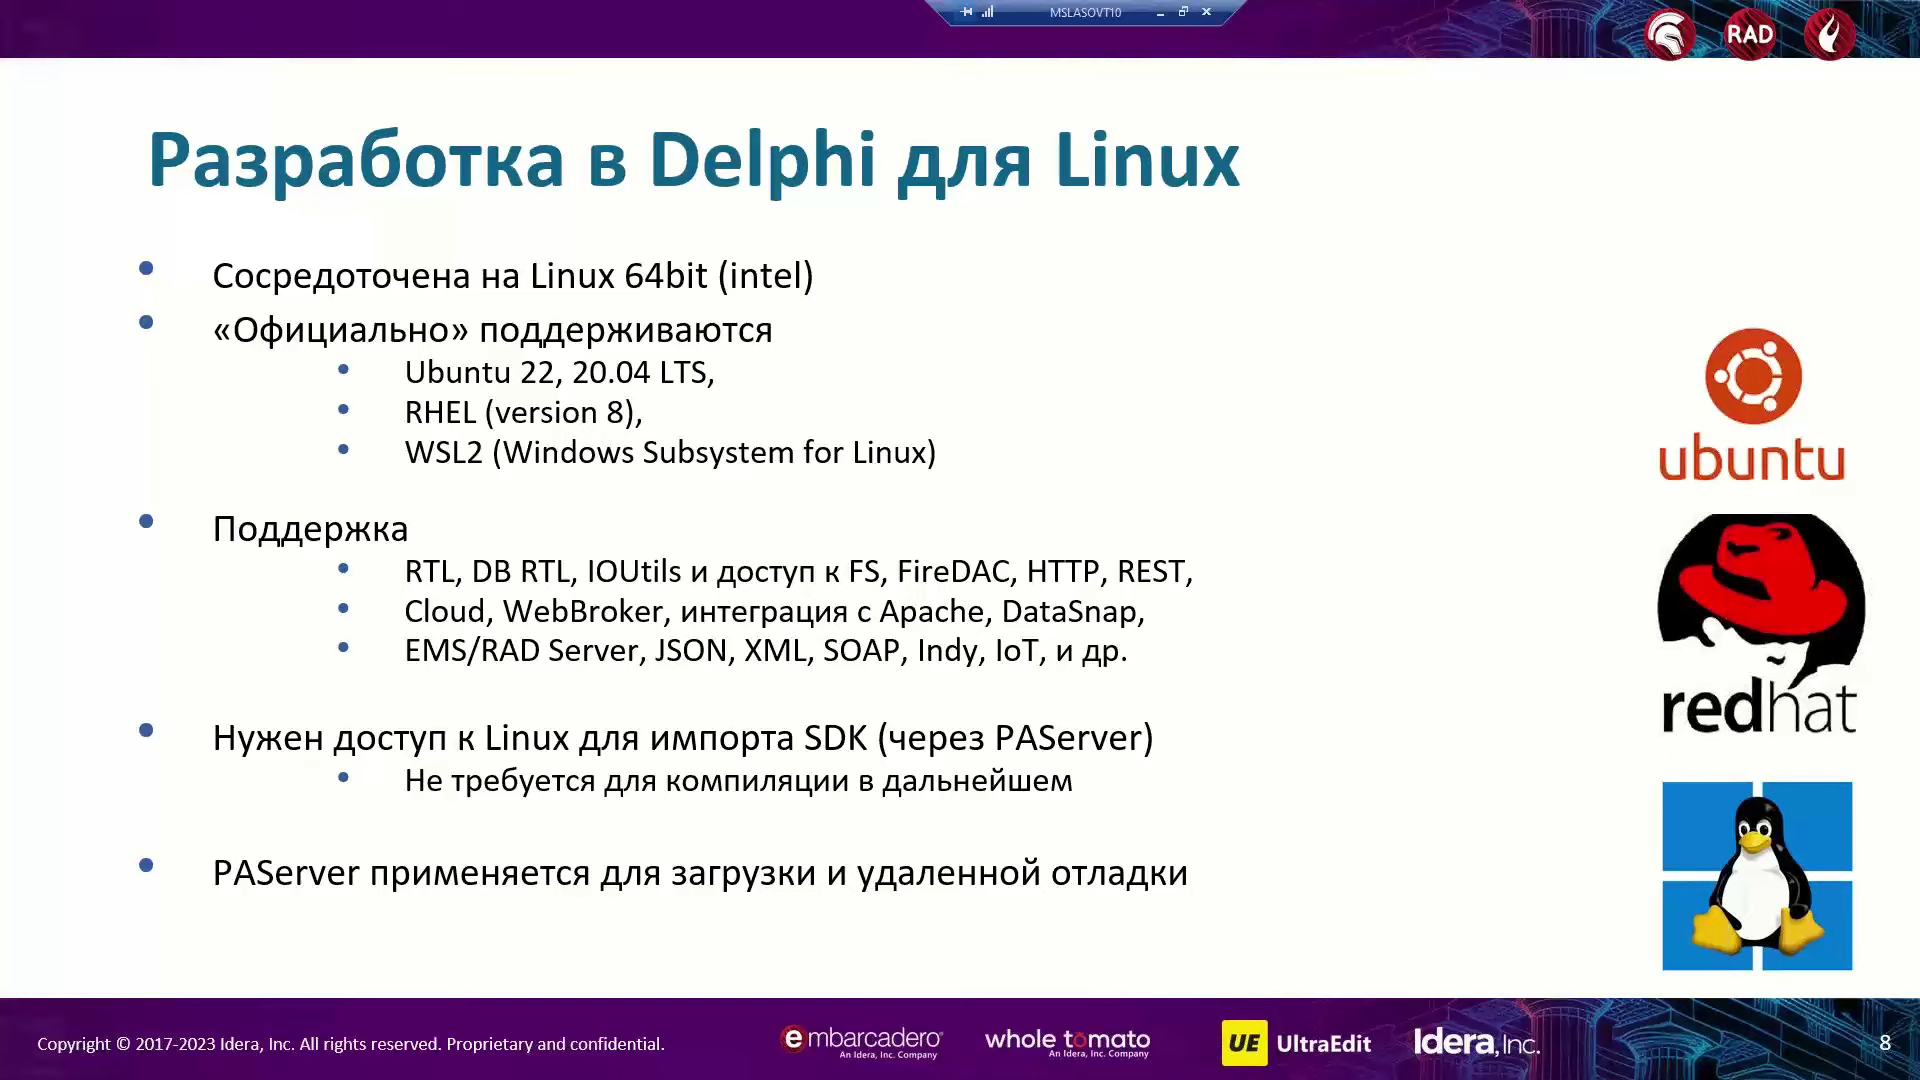 MSLASOVT10
RAD
Разработка в Delphi для Linux
Сосредоточена на Linux 64bit (intel)
«Официально» поддерживаются
Ubuntu 22, 20.04 LTS,
RHEL (version 8),
WSL2 (Windows Subsystem for Linux)
ubuntu
Поддержка
RTL, DB RTL, IOUtils и доступ к FS, FireDAC, HTTP, REST,
Cloud, WebBroker, интеграция с Apache, DataSnap,
EMS/RAD Server, JSON, XML, SOAP, Indy, IoT, и др.
redhat
Нужен доступ к Linux для импорта SDK (через PAServer)
Не требуется для компиляции в дальнейшем
PAServer применяется для загрузки и удаленной отладки
Copyright © 2017-2023 Idera, Inc. All rights reserved. Proprietary and confidential.
embarcadero
An Idera, Inc. Company
whole tomato
An Idera, Inc. Company
UE UltraEdit
Idera, Inc.
8